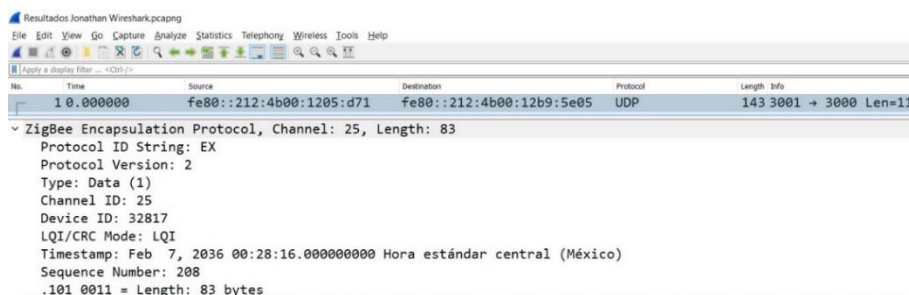 Resultados Jonathan Wireshark.pcapng
File Edit View Go Capture Analyze Statistics Telephony Wireless Tools Help
Apply a display filter ... <Ctrl-/>
No. Time Source Destination Protocol Length Info
1 0.000000 fe80::212:4b00:1205:d71 fe80::212:4b00:12b9:5e05 UDP 143 3001 → 3000 Len=11
ZigBee Encapsulation Protocol, Channel: 25, Length: 83
Protocol ID String: EX
Protocol Version: 2
Type: Data (1)
Channel ID: 25
Device ID: 32817
LQI/CRC Mode: LQI
Timestamp: Feb 7, 2036 00:28:16.000000000 Hora estándar central (México)
Sequence Number: 208
.101 0011 = Length: 83 bytes